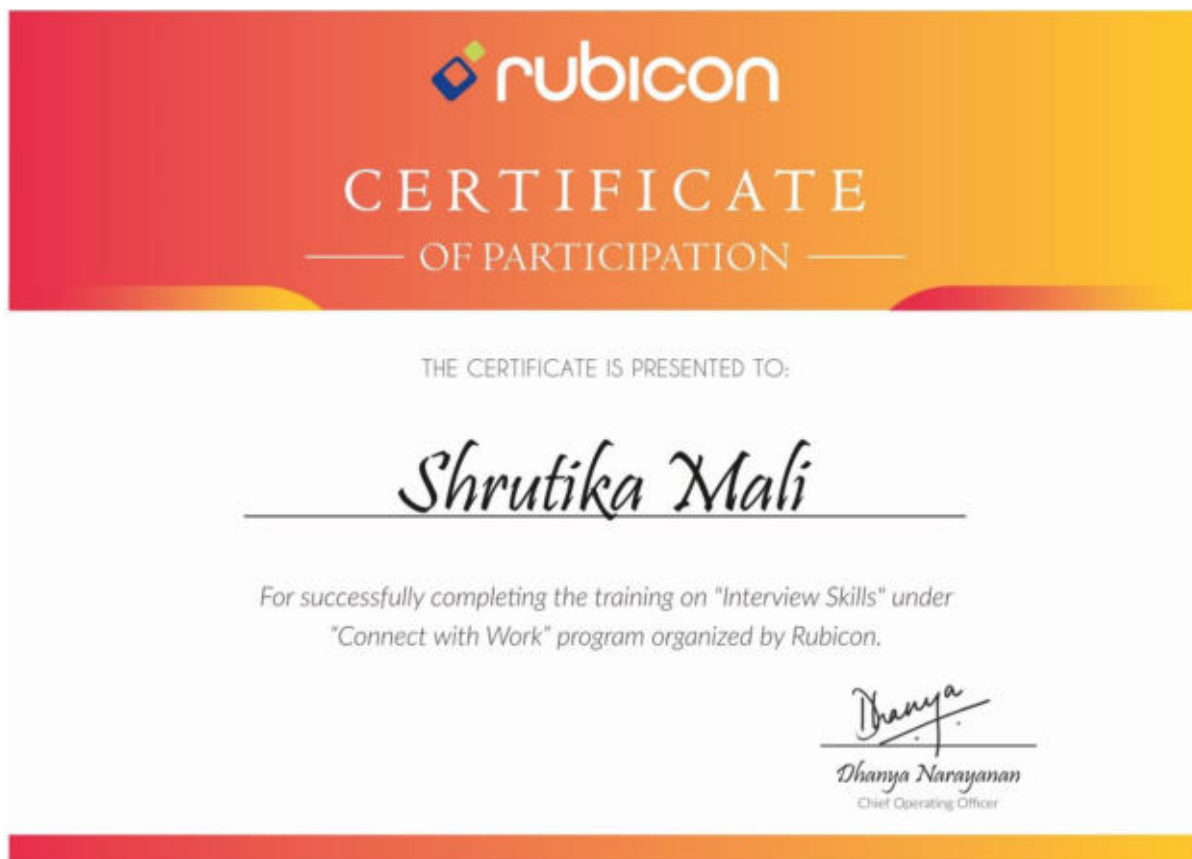 rubicon
CERTIFICATE
OF PARTICIPATION
THE CERTIFICATE IS PRESENTED TO:
Shrutika Mali
For successfully completing the training on "Interview Skills" under
"Connect with Work" program organized by Rubicon.
Dhanya
Dhanya Narayanan
Chief Operating Officer